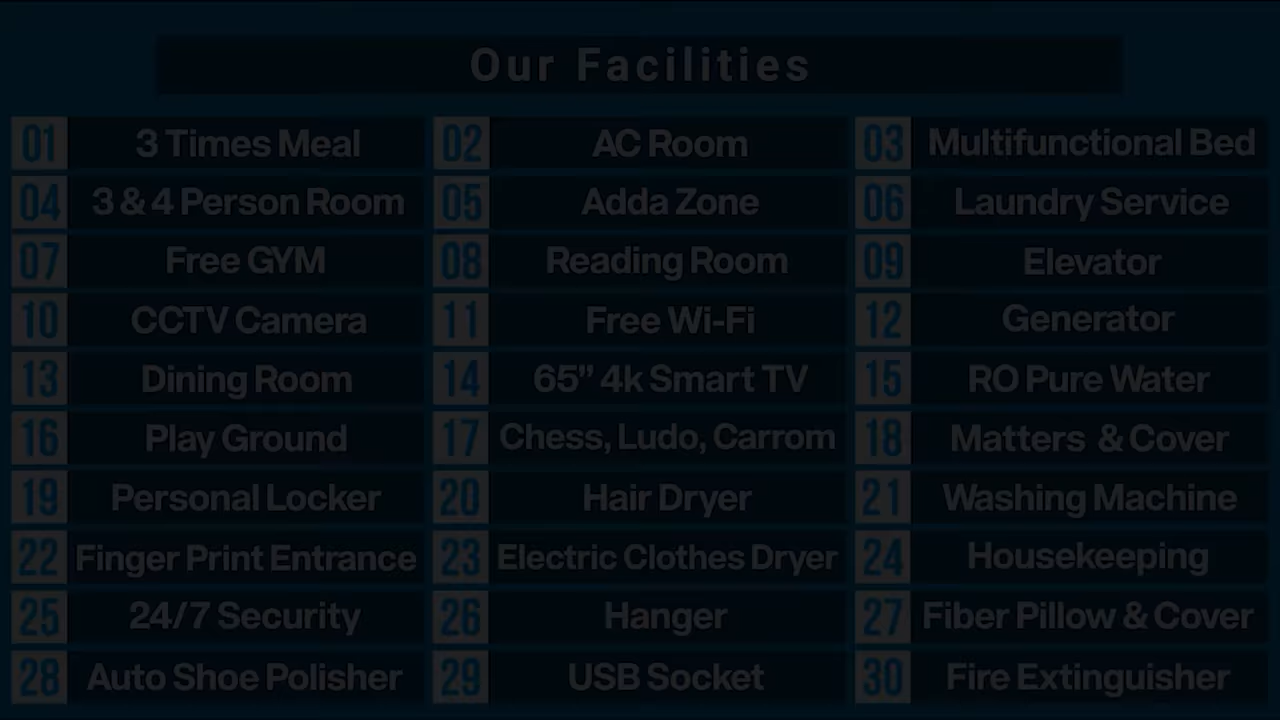 Our Facilities
01 3 Times Meal 02 AC Room 03 Multifunctional Bed
04 3 & 4 Person Room 05 Adda Zone 06 Laundry Service
07 Free GYM 08 Reading Room 09 Elevator
10 CCTV Camera 11 Free Wi-Fi 12 Generator
13 Dining Room 14 65” 4k Smart TV 15 RO Pure Water
16 Play Ground 17 Chess, Ludo, Carrom 18 Matters & Cover
19 Personal Locker 20 Hair Dryer 21 Washing Machine
22 Finger Print Entrance 23 Electric Clothes Dryer 24 Housekeeping
25 24/7 Security 26 Hanger 27 Fiber Pillow & Cover
28 Auto Shoe Polisher 29 USB Socket 30 Fire Extinguisher